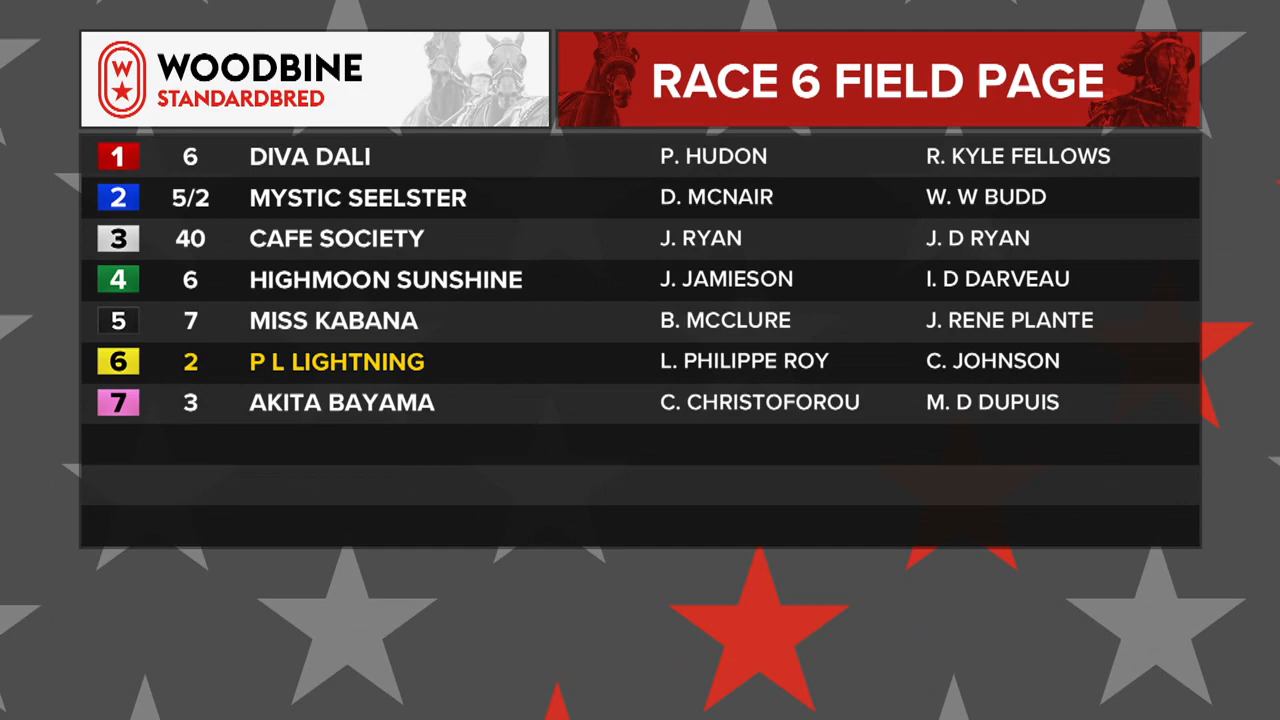 W
WOODBINE
STANDARDBRED
RACE 6 FIELD PAGE
1 6 DIVA DALI P. HUDON R. KYLE FELLOWS
2 5/2 MYSTIC SEELSTER D. MCNAIR W. W BUDD
3 40 CAFE SOCIETY J. RYAN J. D RYAN
4 6 HIGHMOON SUNSHINE J. JAMIESON I. D DARVEAU
5 7 MISS KABANA B. MCCLURE J. RENE PLANTE
6 2 P L LIGHTNING L. PHILIPPE ROY C. JOHNSON
7 3 AKITA BAYAMA C. CHRISTOFOROU M. D DUPUIS